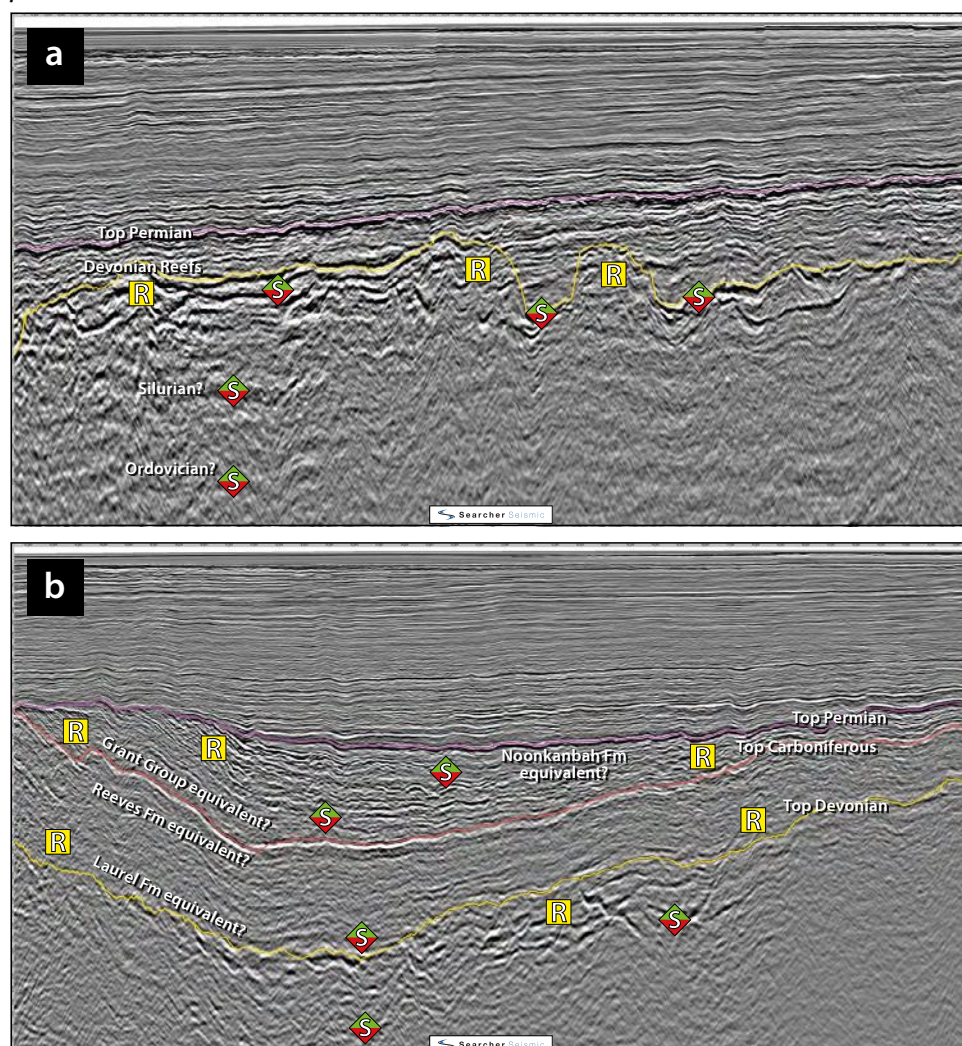 a
Top Permian
Devonian Reefs
R
R
R
S
S
S
Silurian?
S
Ordovician?
S
Searcher Seismic
b
Top Permian
R
R
R
Noonkanbah Fm
equivalent?
Top Carboniferous
S
Grant Group equivalent?
S
Reeves Fm equivalent?
Top Devonian
R
R
Laurel Fm equivalent?
R
S
S
S
Searcher Seismic